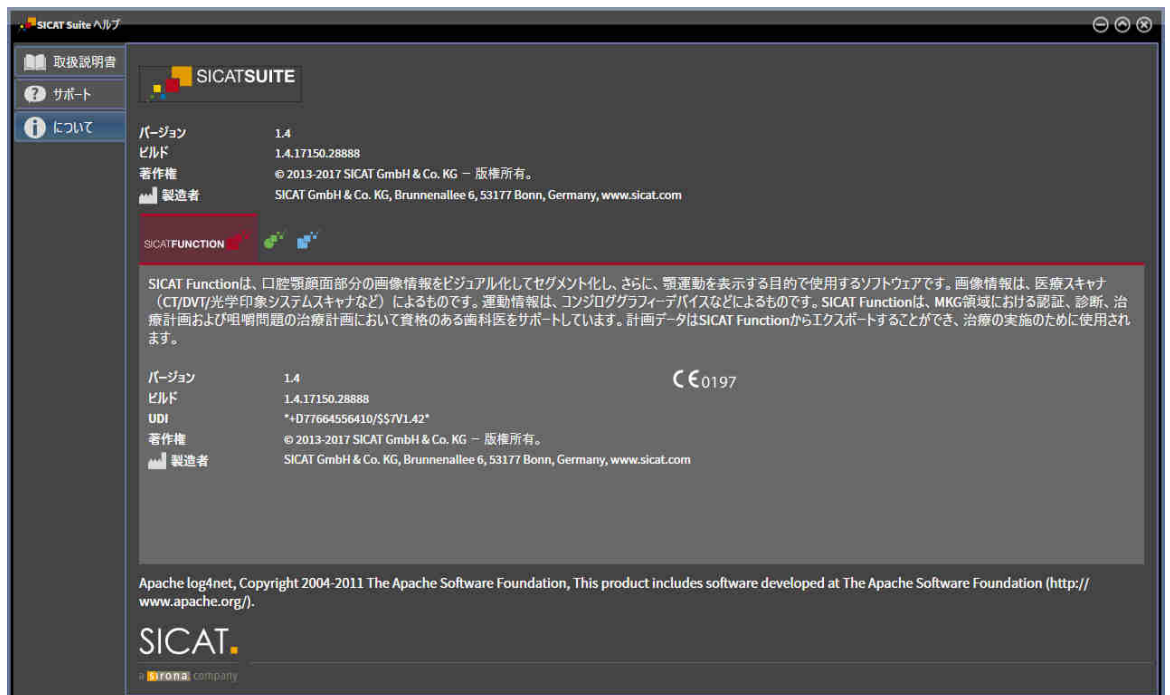 SICAT Suite ヘルプ
取扱説明書
サポート
について
SICATSUITE
バージョン 1.4
ビルド 1.4.17150.28888
著作権 © 2013-2017 SICAT GmbH & Co. KG － 版権所有。
製造者 SICAT GmbH & Co. KG, Brunnenallee 6, 53177 Bonn, Germany, www.sicat.com
SICATFUNCTION
SICAT Functionは、口腔顎顔面部分の画像情報をビジュアル化してセグメント化し、さらに、顎運動を表示する目的で使用するソフトウェアです。画像情報は、医療スキャナ
（CT/DVT/光学印象システムスキャナなど）によるものです。運動情報は、コンジログググラフィーデバイスなどによるものです。SICAT Functionは、MKG領域における認証、診断、治
療計画および咀嚼問題の治療計画において資格のある歯科医をサポートしています。計画データはSICAT Functionからエクスポートすることができ、治療の実施のために使用され
ます。
バージョン 1.4
CE0197
ビルド 1.4.17150.28888
UDI *+D77664556410/$$7V1.42*
著作権 © 2013-2017 SICAT GmbH & Co. KG － 版権所有。
製造者 SICAT GmbH & Co. KG, Brunnenallee 6, 53177 Bonn, Germany, www.sicat.com
Apache log4net, Copyright 2004-2011 The Apache Software Foundation, This product includes software developed at The Apache Software Foundation (http://
www.apache.org/).
SICAT.
a sirona company